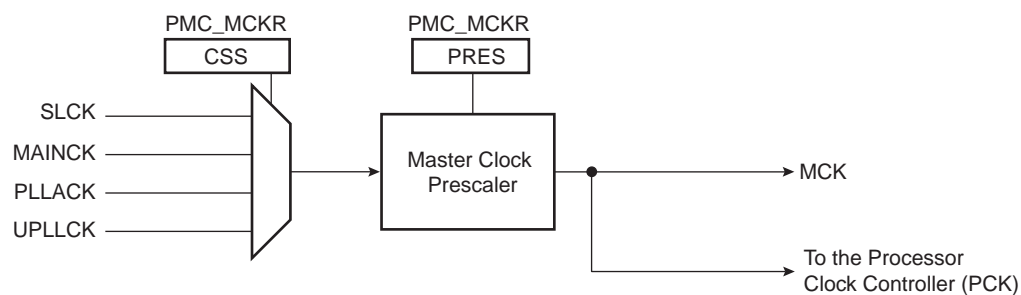 PMC_MCKR
CSS
PMC_MCKR
PRES
SLCK
MAINCK
PLLACK
UPLLCK
Master Clock
Prescaler
MCK
To the Processor
Clock Controller (PCK)